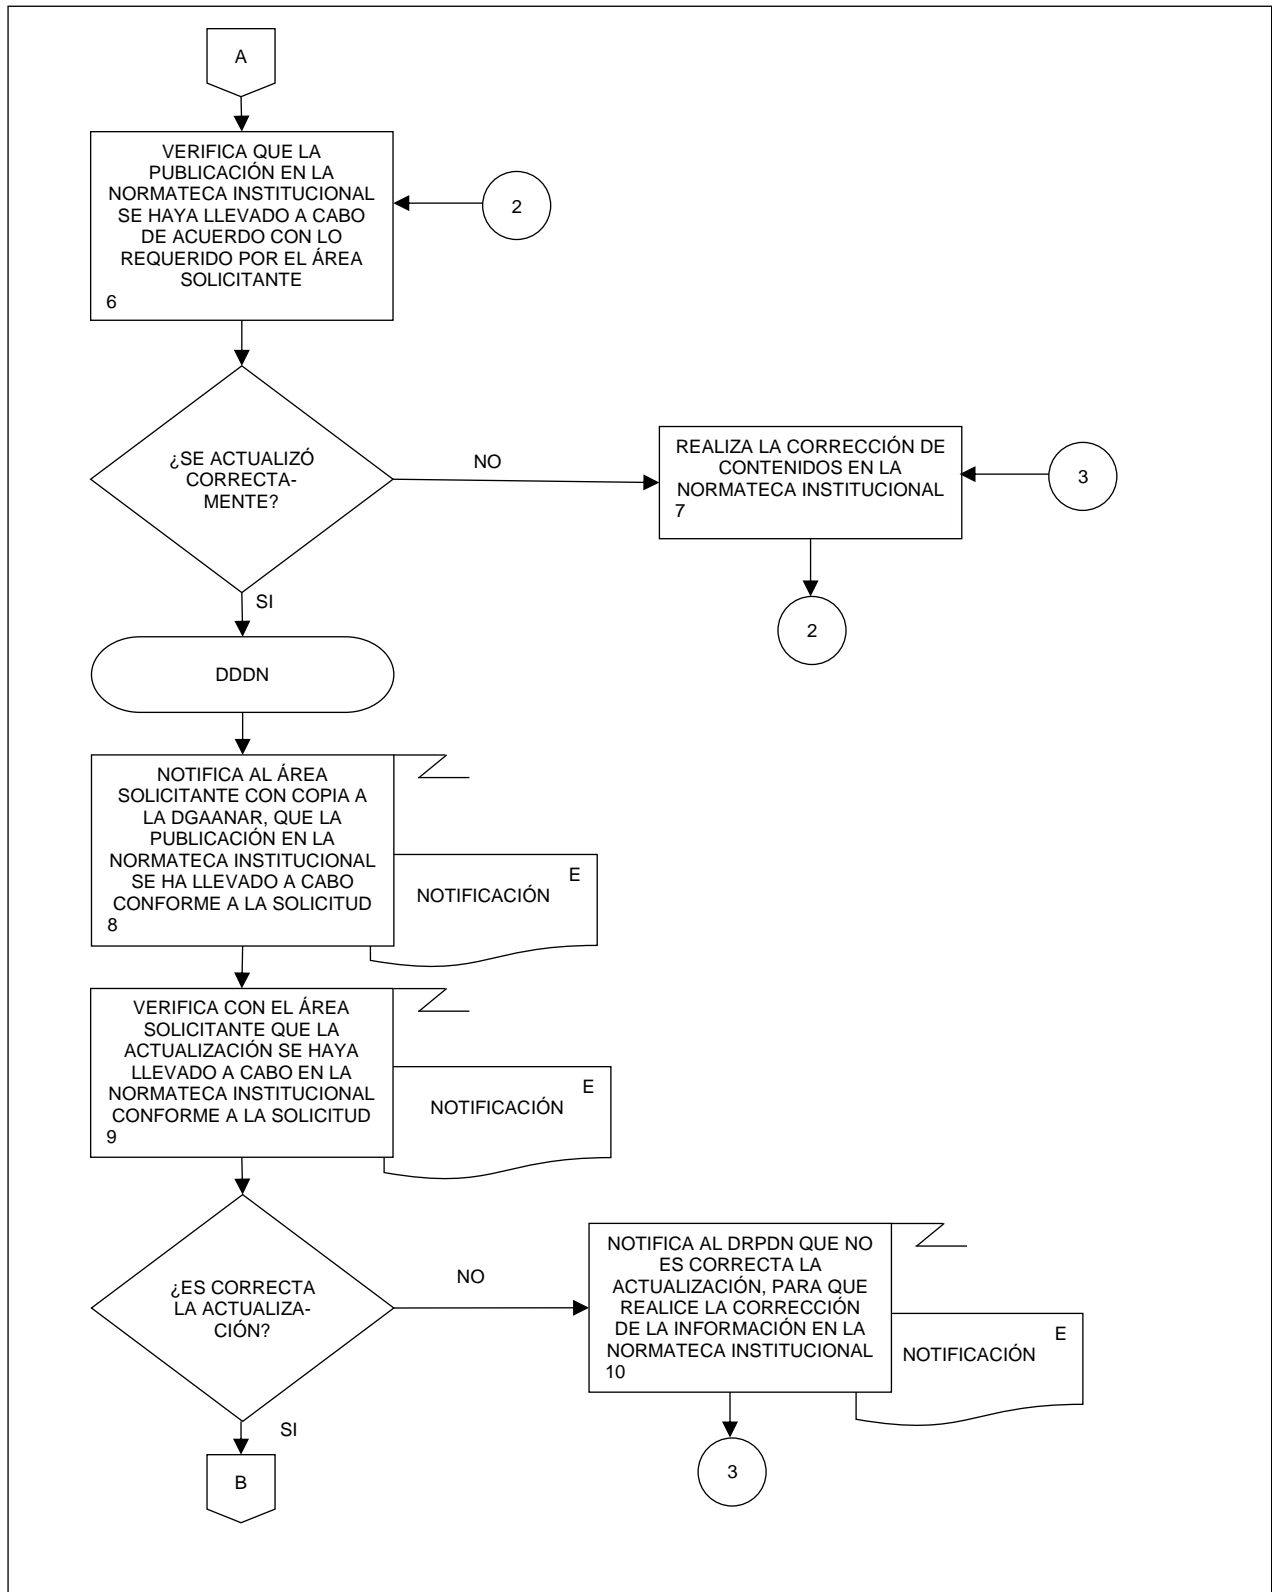 A
VERIFICA QUE LA
PUBLICACIÓN EN LA
NORMATECA INSTITUCIONAL
SE HAYA LLEVADO A CABO
DE ACUERDO CON LO
REQUERIDO POR EL ÁREA
SOLICITANTE
6
2
¿SE ACTUALIZÓ
CORRECTA-
MENTE?
NO
REALIZA LA CORRECCIÓN DE
CONTENIDOS EN LA
NORMATECA INSTITUCIONAL
7
3
2
SI
DDDN
NOTIFICA AL ÁREA
SOLICITANTE CON COPIA A
LA DGAANAR, QUE LA
PUBLICACIÓN EN LA
NORMATECA INSTITUCIONAL
SE HA LLEVADO A CABO
CONFORME A LA SOLICITUD
8
E
NOTIFICACIÓN
VERIFICA CON EL ÁREA
SOLICITANTE QUE LA
ACTUALIZACIÓN SE HAYA
LLEVADO A CABO EN LA
NORMATECA INSTITUCIONAL
CONFORME A LA SOLICITUD
9
E
NOTIFICACIÓN
¿ES CORRECTA
LA ACTUALIZA-
CIÓN?
NO
NOTIFICA AL DRPDN QUE NO
ES CORRECTA LA
ACTUALIZACIÓN, PARA QUE
REALICE LA CORRECCIÓN
DE LA INFORMACIÓN EN LA
NORMATECA INSTITUCIONAL
10
E
NOTIFICACIÓN
3
SI
B